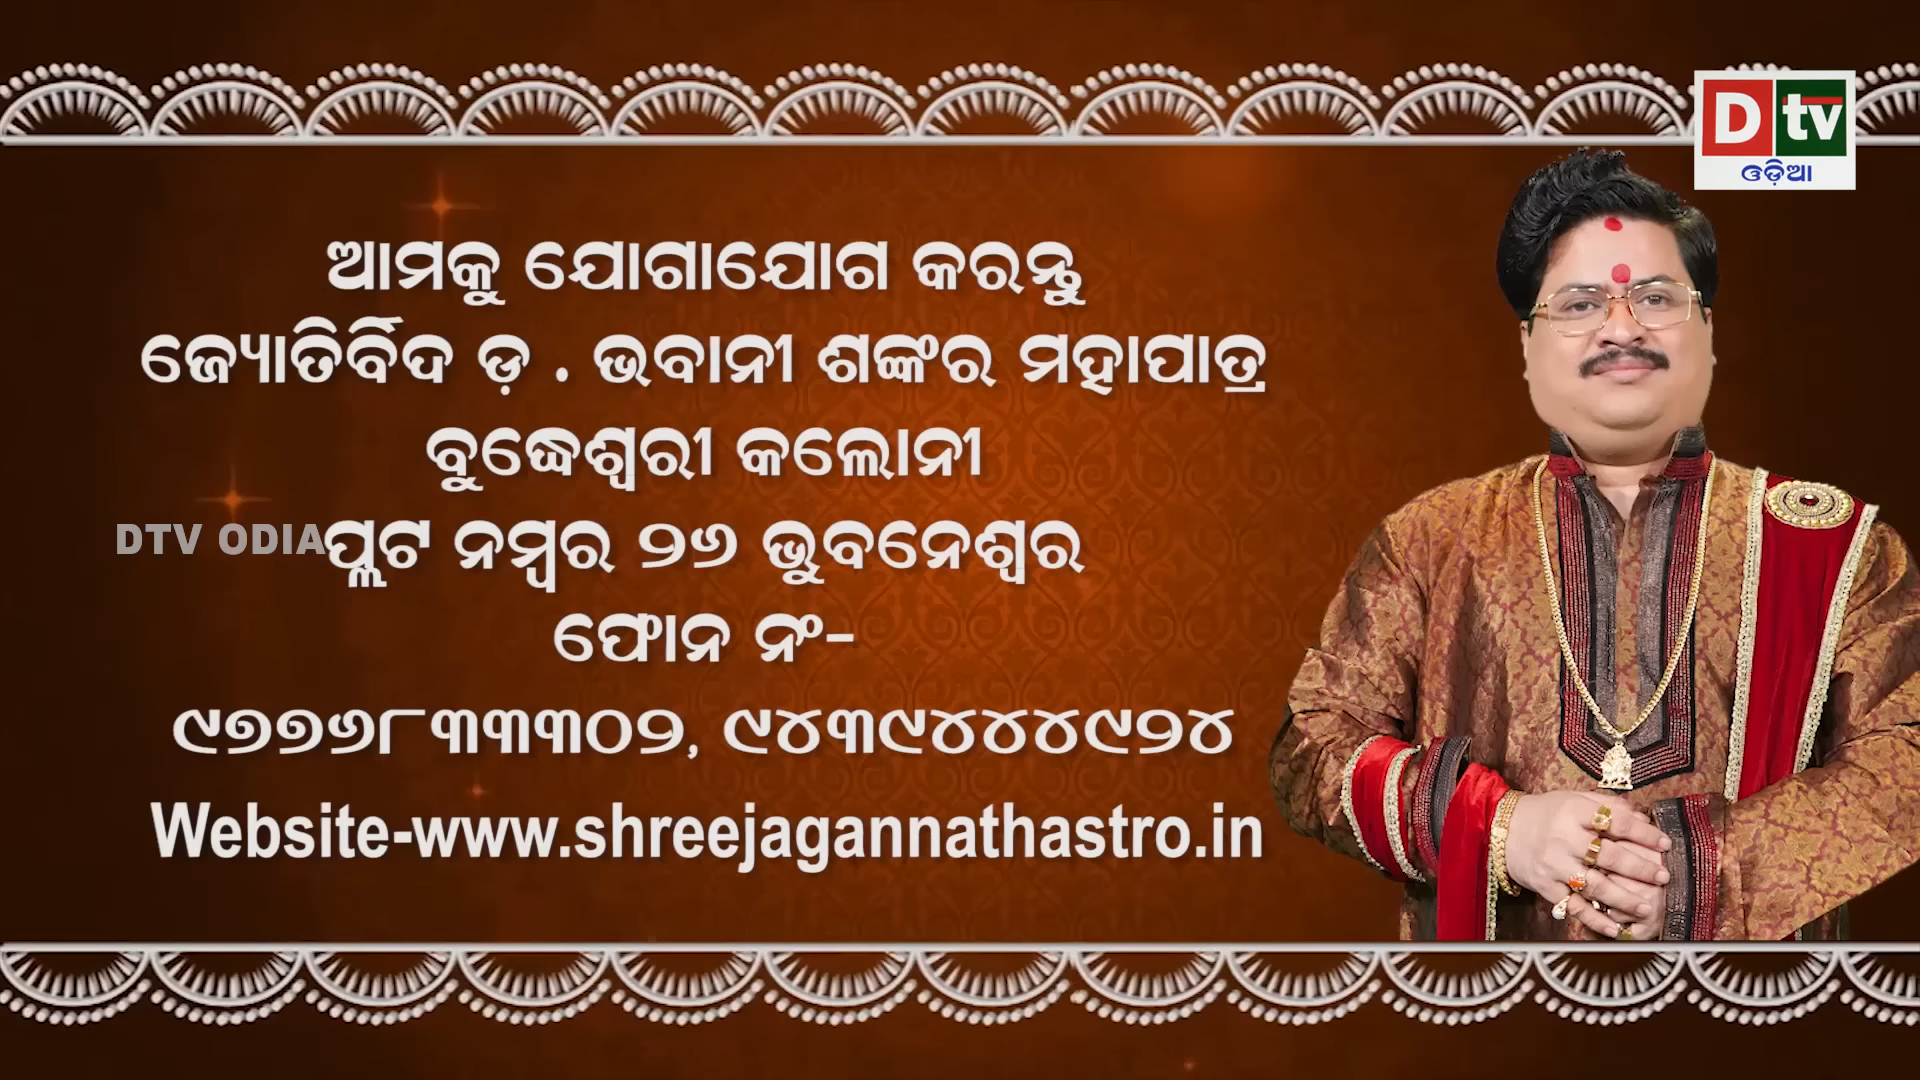 D tv
ଓଡ଼ିଆ
ଆମକୁ ଯୋଗାଯୋଗ କରନ୍ତୁ
ଜ୍ୟୋତିର୍ବିଦ ଡ଼ . ଭବାନୀ ଶଙ୍କର ମହାପାତ୍ର
ବୁଦ୍ଧେଶ୍ୱରୀ କଲୋନୀ
DTV ODIA
ପ୍ଲଟ ନମ୍ବର ୨୬ ଭୁବନେଶ୍ୱର
ଫୋନ ନଂ-
୯୭୭୬୮୩୩୩୦୨, ୯୪୩୯୪୪୪୯୨୪
Website-www.shreejagannathastro.in